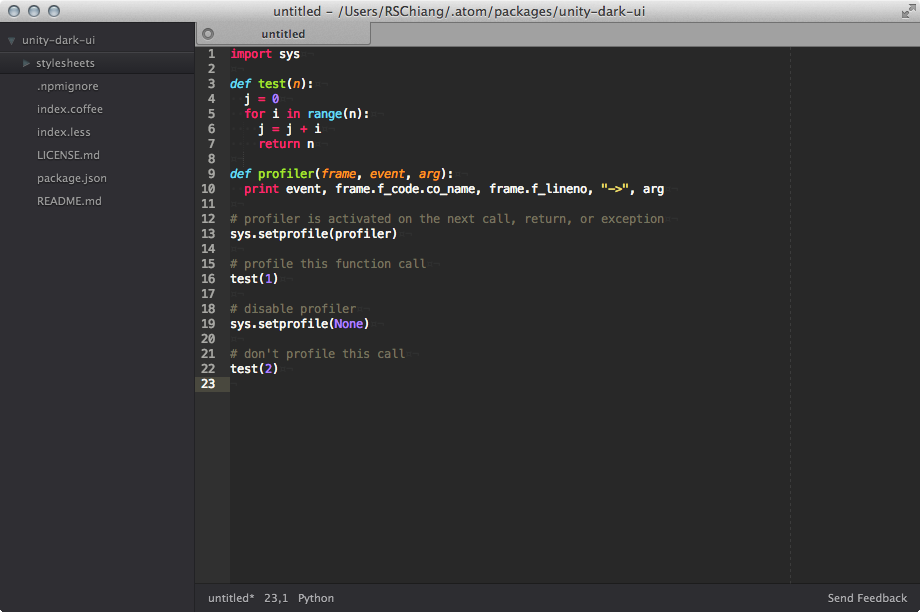 untitled - /Users/RSChiang/.atom/packages/unity-dark-ui
unity-dark-ui
stylesheets
.npmignore
index.coffee
index.less
LICENSE.md
package.json
README.md
untitled
1 import sys
2
3 def test(n):
4   j = 0
5   for i in range(n):
6     j = j + i
7     return n
8
9 def profiler(frame, event, arg):
10   print event, frame.f_code.co_name, frame.f_lineno, "->", arg
11
12 # profiler is activated on the next call, return, or exception
13 sys.setprofile(profiler)
14
15 # profile this function call
16 test(1)
17
18 # disable profiler
19 sys.setprofile(None)
20
21 # don't profile this call
22 test(2)
23
untitled* 23,1 Python Send Feedback